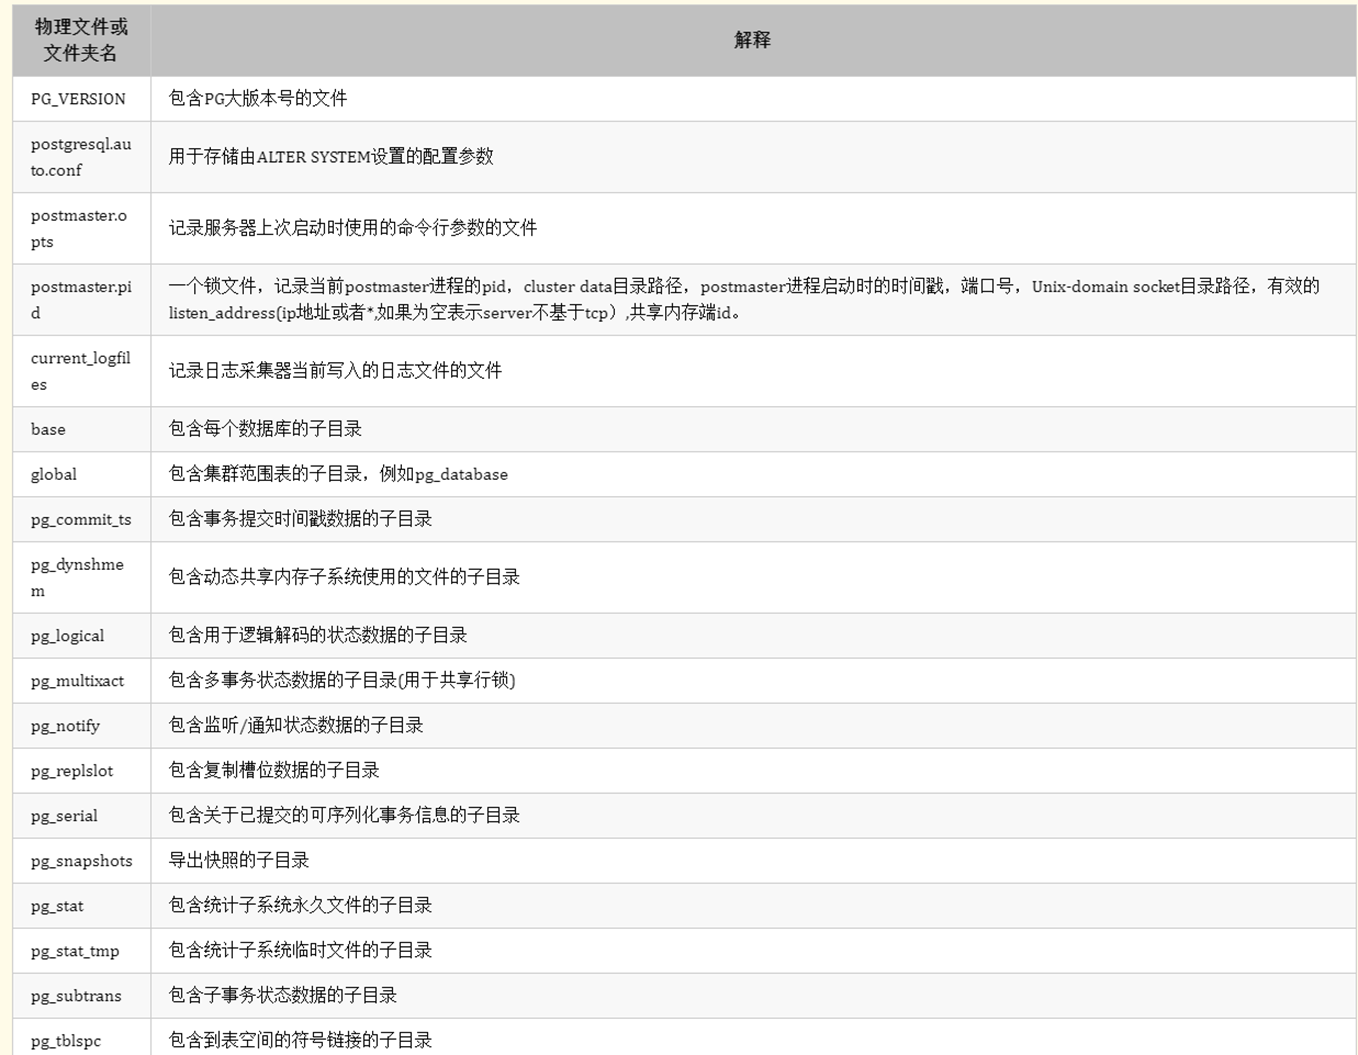 物理文件或
文件夹名
解释
PG_VERSION
包含PG大版本号的文件
postgresql.au
to.conf
用于存储由ALTER SYSTEM设置的配置参数
postmaster.o
pts
记录服务器上次启动时使用的命令行参数的文件
postmaster.pi
d
一个锁文件，记录当前postmaster进程的pid，cluster data目录路径，postmaster进程启动时的时间戳，端口号，Unix-domain socket目录路径，有效的
listen_address(ip地址或者*,如果为空表示server不基于tcp）,共享内存端id。
current_logfil
es
记录日志采集器当前写入的日志文件的文件
base
包含每个数据库的子目录
global
包含集群范围表的子目录，例如pg_database
pg_commit_ts
包含事务提交时间戳数据的子目录
pg_dynshme
m
包含动态共享内存子系统使用的文件的子目录
pg_logical
包含用于逻辑解码的状态数据的子目录
pg_multixact
包含多事务状态数据的子目录(用于共享行锁)
pg_notify
包含监听/通知状态数据的子目录
pg_replslot
包含复制槽位数据的子目录
pg_serial
包含关于已提交的可序列化事务信息的子目录
pg_snapshots
导出快照的子目录
pg_stat
包含统计子系统永久文件的子目录
pg_stat_tmp
包含统计子系统临时文件的子目录
pg_subtrans
包含子事务状态数据的子目录
pg_tblspc
包含到表空间的符号链接的子目录